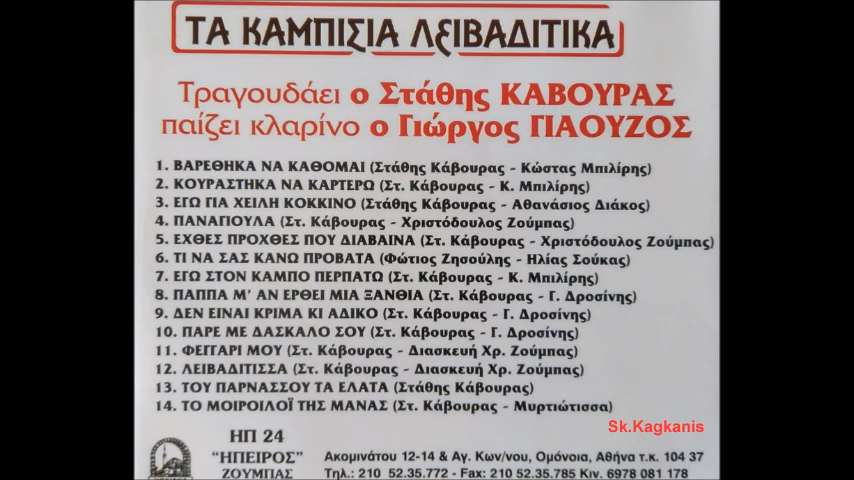 ΤΑ ΚΑΜΠΙΣΙΑ ΛΕΙΒΑΔΙΤΙΚΑ
Τραγουδάει ο Στάθης ΚΑΒΟΥΡΑΣ
παίζει κλαρίνο ο Γιώργος ΠΑΟΥΖΟΣ
1. ΒΑΡΕΘΗΚΑ ΝΑ ΚΑΘΟΜΑΙ (Στάθης Κάβουρας - Κώστας Μπιλίρης)
2. ΚΟΥΡΑΣΤΗΚΑ ΝΑ ΚΑΡΤΕΡΩ (Στ. Κάβουρας - Κ. Μπιλίρης)
3. ΕΓΩ ΓΙΑ ΧΕΙΛΗ ΚΟΚΚΙΝΟ (Στάθης Κάβουρας - Αθανάσιος Διάκος)
4. ΠΑΝΑΓΙΟΥΛΑ (Στ. Κάβουρας - Χριστόδουλος Ζούμπας)
5. ΕΧΘΕΣ ΠΡΟΧΘΕΣ ΠΟΥ ΔΙΑΒΑΙΝΑ (Στ. Κάβουρας - Χριστόδουλος Ζούμπας)
6. ΤΙ ΝΑ ΣΑΣ ΚΑΝΩ ΠΡΟΒΑΤΑ (Φώτιος Ζησούλης - Ηλίας Σούκας)
7. ΕΓΩ ΣΤΟΝ ΚΑΜΠΟ ΠΕΡΠΑΤΩ (Στ. Κάβουρας - Κ. Μπιλίρης)
8. ΠΑΠΠΑ Μ' ΑΝ ΕΡΘΕΙ ΜΙΑ ΞΑΝΘΙΑ (Στ. Κάβουρας - Γ. Δροσίνης)
9. ΔΕΝ ΕΙΝΑΙ ΚΡΙΜΑ ΚΙ ΑΔΙΚΟ (Στ. Κάβουρας - Γ. Δροσίνης)
10. ΠΑΡΕ ΜΕ ΔΑΣΚΑΛΟ ΣΟΥ (Στ. Κάβουρας - Γ. Δροσίνης)
11. ΦΕΓΓΑΡΙ ΜΟΥ (Στ. Κάβουρας - Διασκευή Χρ. Ζούμπας)
12. ΛΕΙΒΑΔΙΤΙΣΣΑ (Στ. Κάβουρας - Διασκευή Χρ. Ζούμπας)
13. ΤΟΥ ΠΑΡΝΑΣΣΟΥ ΤΑ ΕΛΑΤΑ (Στάθης Κάβουρας)
14. ΤΟ ΜΟΙΡΟΙΛΟΪ ΤΗΣ ΜΑΝΑΣ (Στ. Κάβουρας - Μυρτιώτισσα)
Sk.Kagkanis
ΗΠ 24
"ΗΠΕΙΡΟΣ"
ΖΟΥΜΠΑΣ
Ακομινάτου 12-14 & Αγ. Κων/νου, Ομόνοια, Αθήνα τ.κ. 104 37
Τηλ.: 210 52.35.772 - Fax: 210 52.35.785 Κιν. 6978 081 178